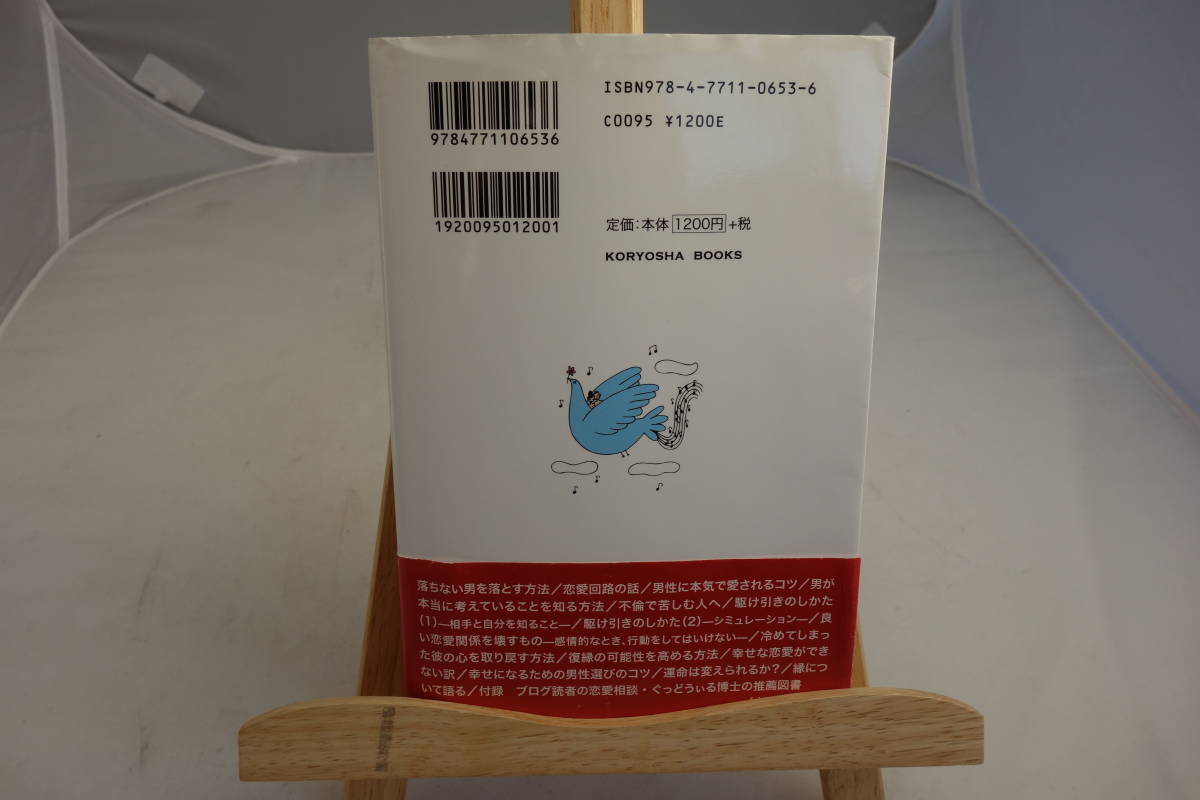 ISBN978-4-7711-0653-6
9784771106536
C0095 ¥1200E
1920095012001
定価:本体 1200円 +税
KORYOSHA BOOKS
落ちない男を落とす方法/恋愛回路の話/男性に本気で愛されるコツ/男が
本当に考えていることを知る方法/不倫で苦しむ人へ/駆け引きのしかた
(1)―相手と自分を知ること―/駆け引きのしかた(2)―シミュレーション―/良
い恋愛関係を壊すもの―感情的なとき、行動をしてはいけない―/冷めてしまっ
た彼の心を取り戻す方法/復縁の可能性を高める方法/幸せな恋愛ができ
ない訳/幸せになるための男性選びのコツ/運命は変えられるか?/縁につ
いて語る/付録 ブログ読者の恋愛相談・ぐっどうぃる博士の推薦図書